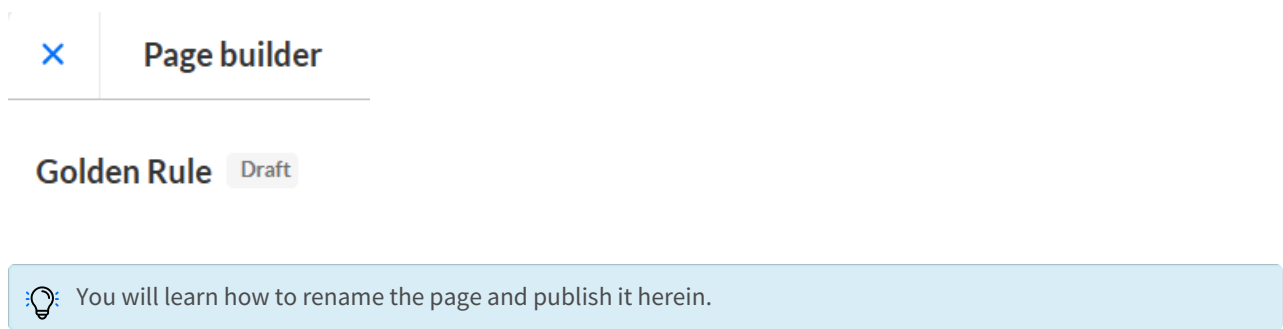 Page builder
Golden Rule Draft
You will learn how to rename the page and publish it herein.